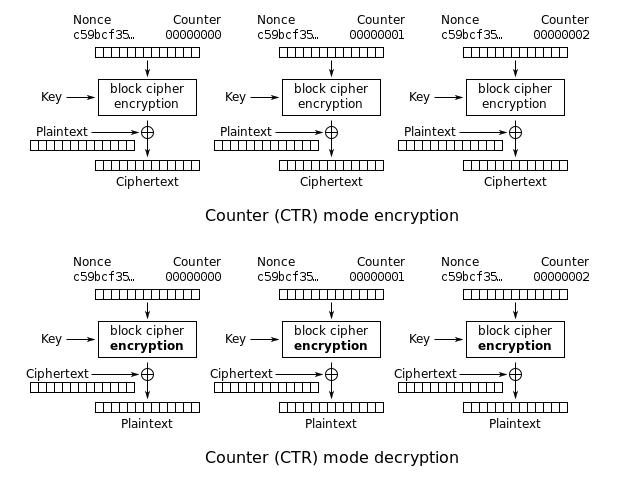 Nonce Counter Nonce Counter Nonce Counter
c59bcf35… 00000000 c59bcf35… 00000001 c59bcf35… 00000002
block cipher block cipher block cipher
Key encryption Key encryption Key encryption
Plaintext Plaintext Plaintext
Ciphertext Ciphertext Ciphertext
Counter (CTR) mode encryption
Nonce Counter Nonce Counter Nonce Counter
c59bcf35… 00000000 c59bcf35… 00000001 c59bcf35… 00000002
block cipher block cipher block cipher
Key encryption Key encryption Key encryption
Ciphertext Ciphertext Ciphertext
Plaintext Plaintext Plaintext
Counter (CTR) mode decryption